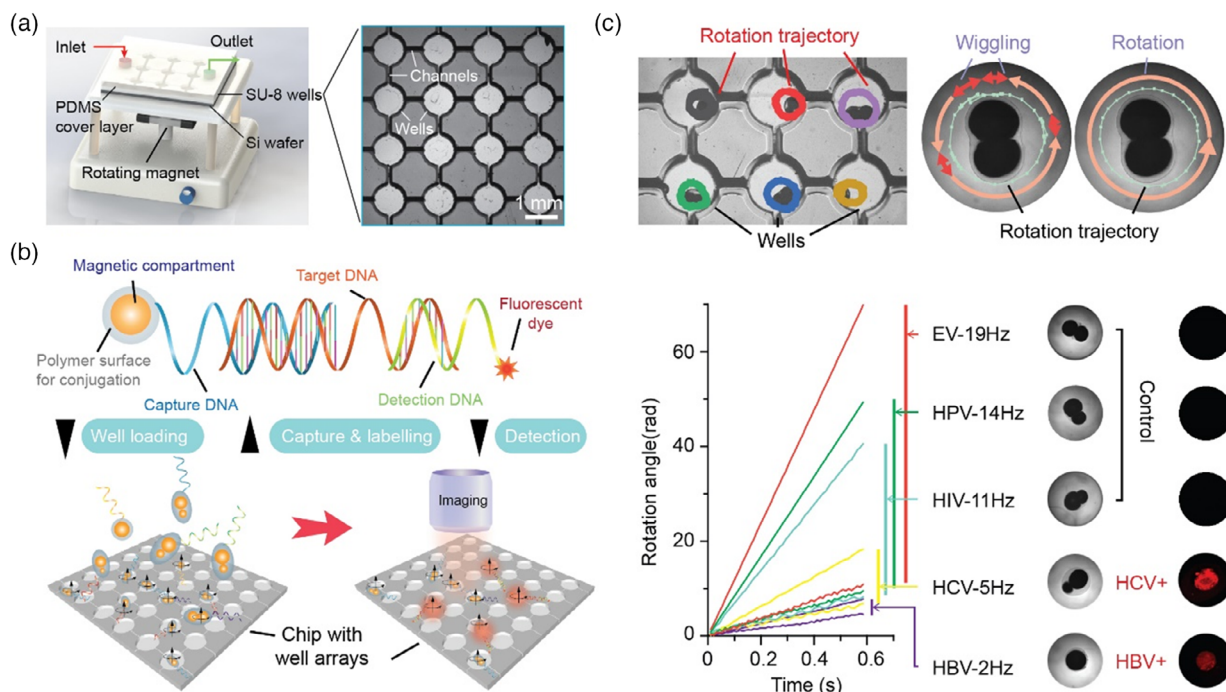 (a)
Inlet
Outlet
SU-8 wells
PDMS
cover layer
Si wafer
Rotating magnet
Channels
Wells
1 mm
(b)
Magnetic compartment
Target DNA
Fluorescent
dye
Polymer surface
for conjugation
Capture DNA
Detection DNA
Well loading
Capture & labelling
Detection
Imaging
Chip with
well arrays
(c)
Rotation trajectory
Wells
Wiggling
Rotation
Rotation trajectory
Rotation angle(rad)
60
40
20
0
0
0.2
0.4
0.6
0.8
Time (s)
EV-19Hz
HPV-14Hz
HIV-11Hz
HCV-5Hz
HBV-2Hz
Control
HCV+
HBV+